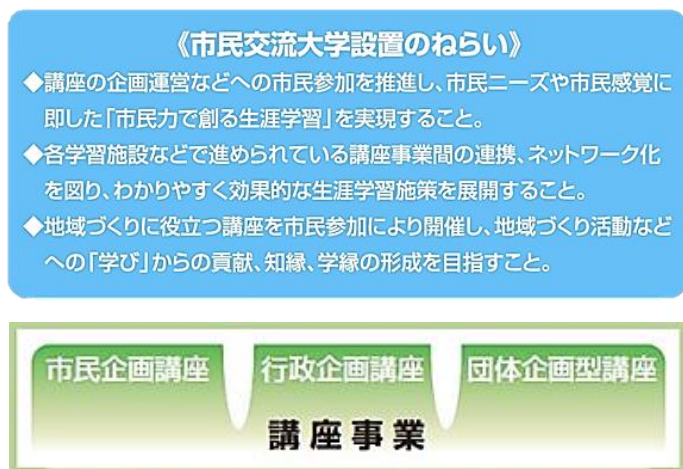 《市民交流大学設置のねらい》
◆講座の企画運営などへの市民参加を推進し、市民ニーズや市民感覚に
即した「市民力で創る生涯学習」を実現すること。
◆各学習施設などで進められている講座事業間の連携、ネットワーク化
を図り、わかりやすく効果的な生涯学習施策を展開すること。
◆地域づくりに役立つ講座を市民参加により開催し、地域づくり活動など
への「学び」からの貢献、知縁、学縁の形成を目指すこと。
市民企画講座 行政企画講座 団体企画型講座
講座事業